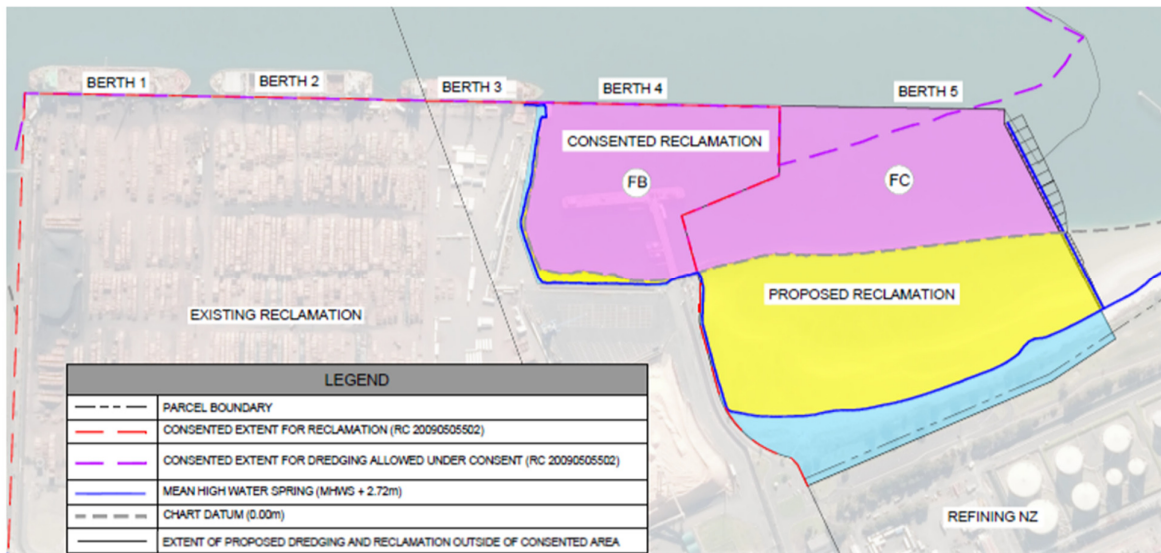 BERTH 1
BERTH 2
BERTH 3
BERTH 4
BERTH 5
CONSENTED RECLAMATION
FB
FC
PROPOSED RECLAMATION
EXISTING RECLAMATION
LEGEND
PARCEL BOUNDARY
CONSENTED EXTENT FOR RECLAMATION (RC 20090505502)
CONSENTED EXTENT FOR DREDGING ALLOWED UNDER CONSENT (RC 20090505502)
MEAN HIGH WATER SPRING (MHWS + 2.72m)
CHART DATUM (0.00m)
EXTENT OF PROPOSED DREDGING AND RECLAMATION OUTSIDE OF CONSENTED AREA
REFINING NZ